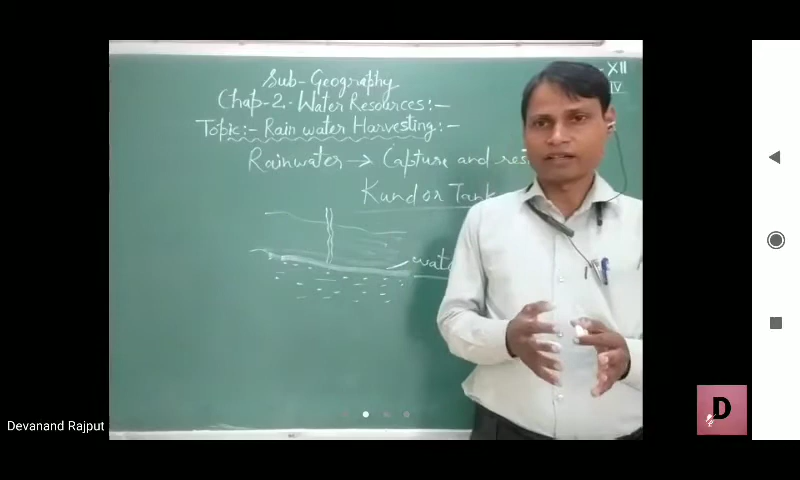 Sub- Geography
- XII
Chap-2.- Water Resources:-
IV
Topic:- Rain water Harvesting:-
Rainwater → Capture and
Kund or Tank
Devanand Rajput
D